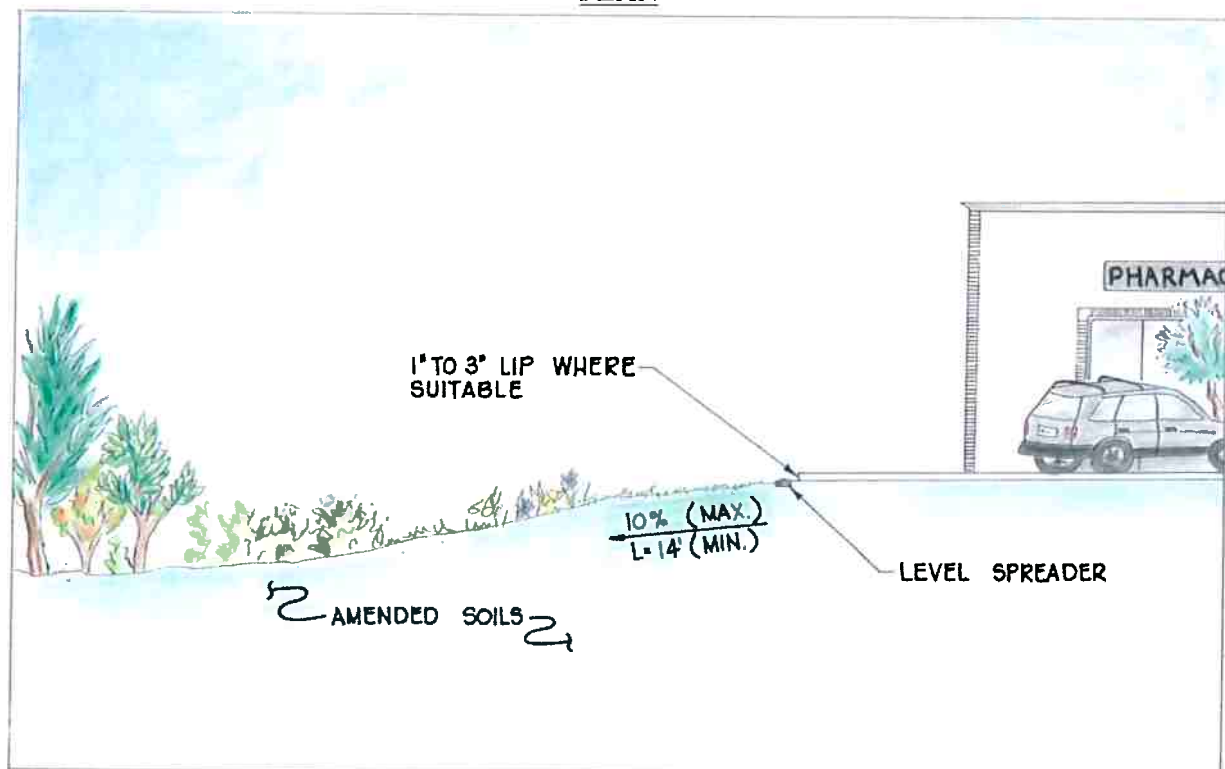 PHARMAC
1" TO 3" LIP WHERE
SUITABLE
10% (MAX.)
L= 14' (MIN.)
LEVEL SPREADER
AMENDED SOILS